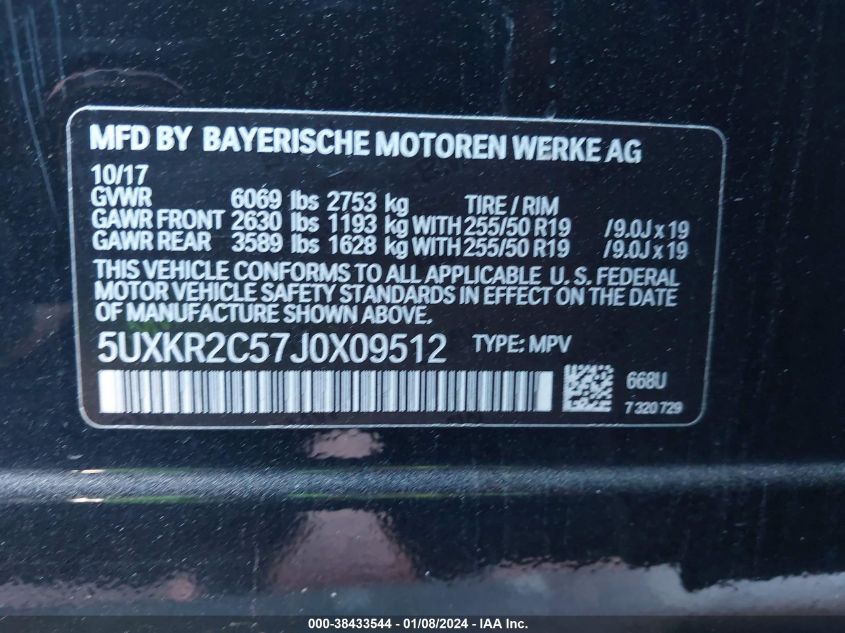 MFD BY BAYERISCHE MOTOREN WERKE AG
10/17
GVWR 6069 lbs 2753 kg TIRE / RIM
GAWR FRONT 2630 lbs 1193 kg WITH 255/50 R19 /9.0J x 19
GAWR REAR 3589 lbs 1628 kg WITH 255/50 R19 /9.0J x 19
THIS VEHICLE CONFORMS TO ALL APPLICABLE U. S. FEDERAL
MOTOR VEHICLE SAFETY STANDARDS IN EFFECT ON THE DATE
OF MANUFACTURE SHOWN ABOVE.
5UXKR2C57J0X09512 TYPE: MPV
668U
7 320 729
000-38433544 - 01/08/2024 - IAA Inc.